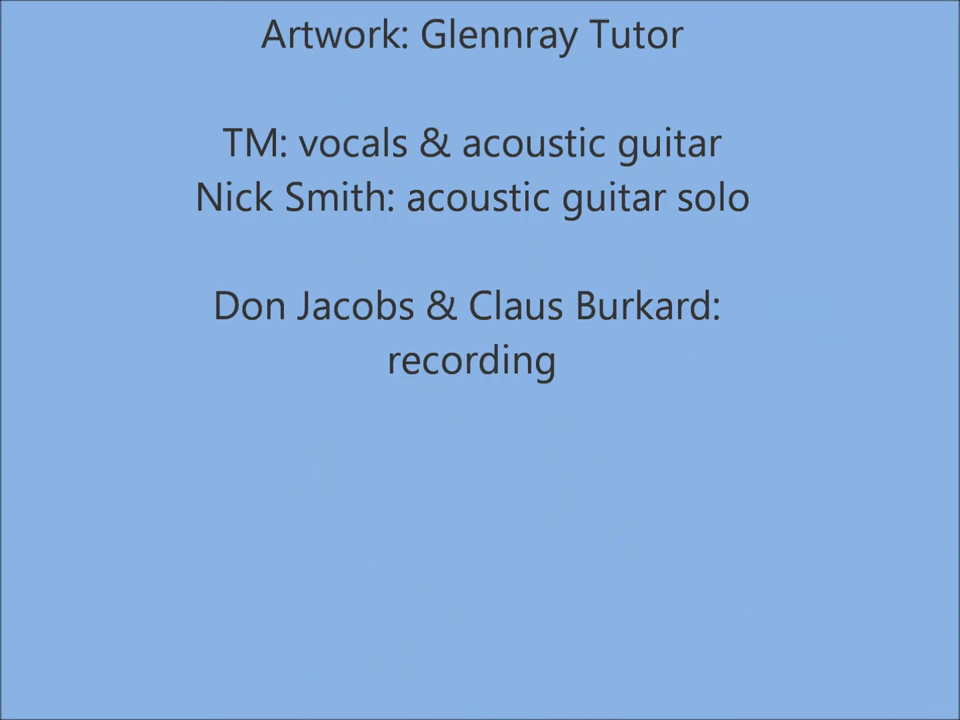 Artwork: Glennray Tutor
TM: vocals & acoustic guitar
Nick Smith: acoustic guitar solo
Don Jacobs & Claus Burkard:
recording